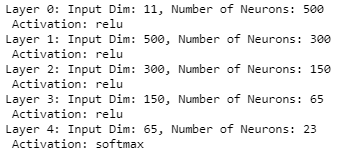 Layer 0: Input Dim: 11, Number of Neurons: 500
Activation: relu
Layer 1: Input Dim: 500, Number of Neurons: 300
Activation: relu
Layer 2: Input Dim: 300, Number of Neurons: 150
Activation: relu
Layer 3: Input Dim: 150, Number of Neurons: 65
Activation: relu
Layer 4: Input Dim: 65, Number of Neurons: 23
Activation: softmax